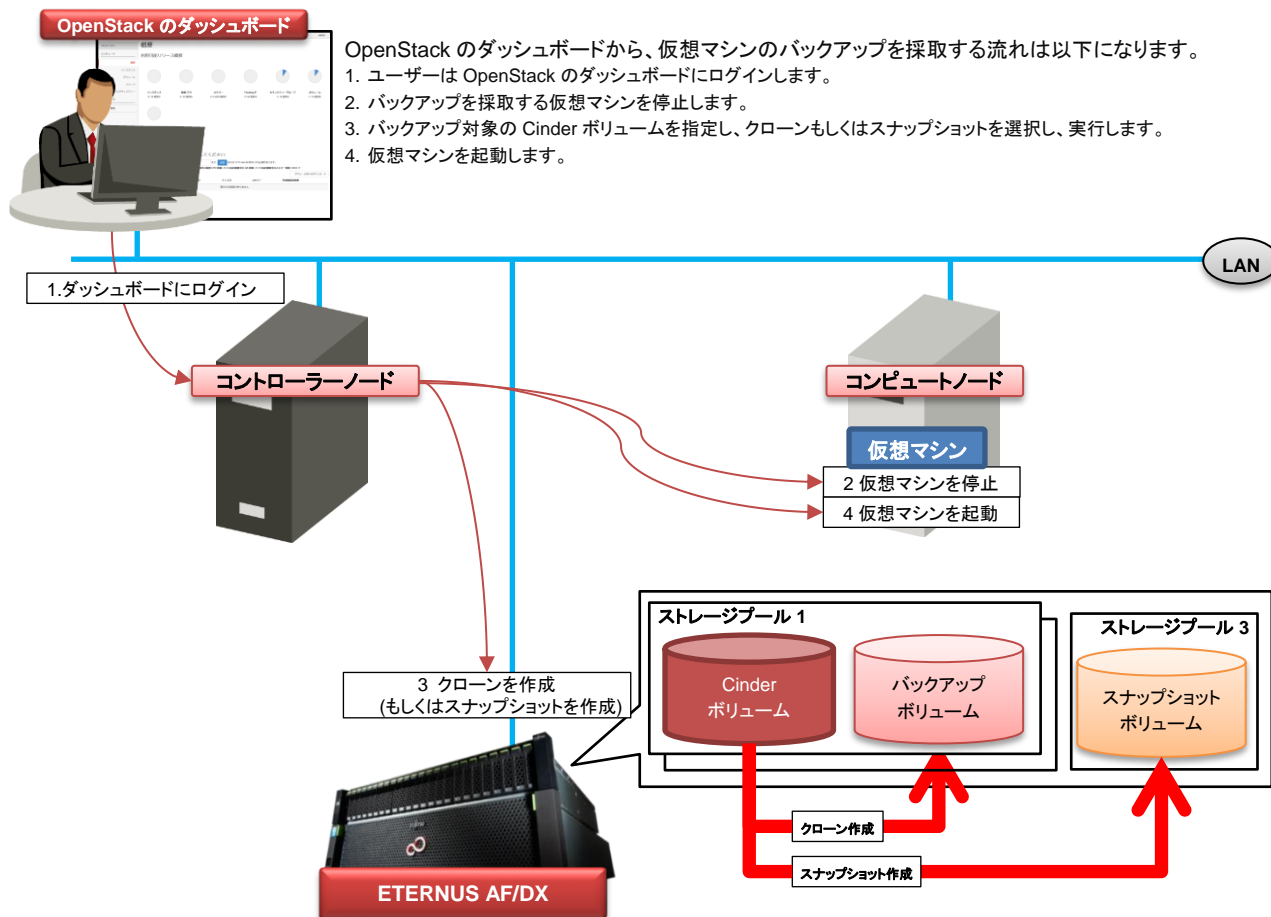 OpenStack のダッシュボード
概要
OpenStack のダッシュボードから、仮想マシンのバックアップを採取する流れは以下になります。
1. ユーザーは OpenStack のダッシュボードにログインします。
2. バックアップを採取する仮想マシンを停止します。
3. バックアップ対象の Cinder ボリュームを指定し、クローンもしくはスナップショットを選択し、実行します。
4. 仮想マシンを起動します。
LAN
1.ダッシュボードにログイン
コントローラーノード
コンピュートノード
仮想マシン
2 仮想マシンを停止
4 仮想マシンを起動
3 クローンを作成
(もしくはスナップショットを作成)
ストレージプール 1
Cinder
ボリューム
バックアップ
ボリューム
ストレージプール 3
スナップショット
ボリューム
クローン作成
スナップショット作成
ETERNUS AF/DX